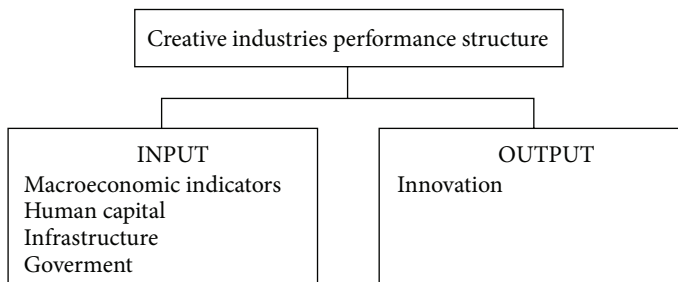 Creative industries performance structure
INPUT
Macroeconomic indicators
Human capital
Infrastructure
Goverment
OUTPUT
Innovation